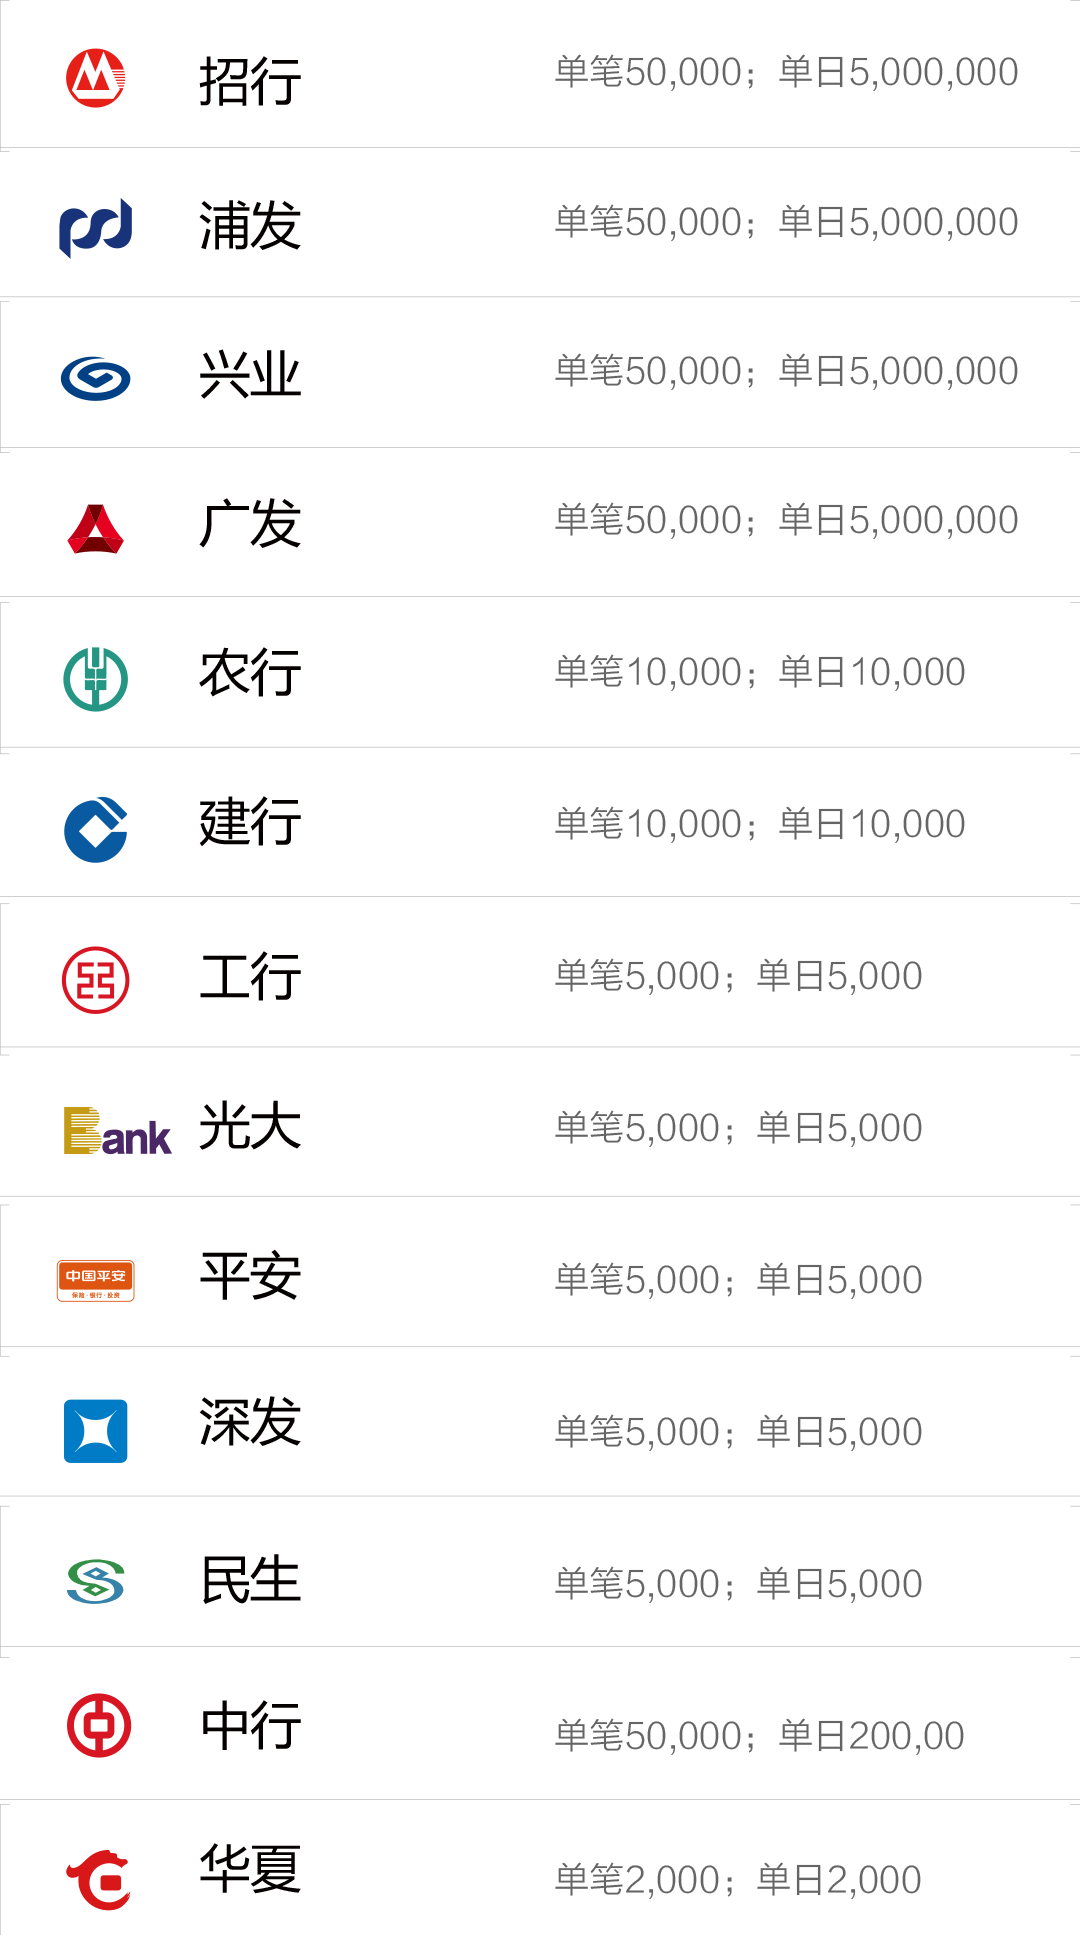 招行 单笔50,000；单日5,000,000
浦发 单笔50,000；单日5,000,000
兴业 单笔50,000；单日5,000,000
广发 单笔50,000；单日5,000,000
农行 单笔10,000；单日10,000
建行 单笔10,000；单日10,000
工行 单笔5,000；单日5,000
Bank 光大 单笔5,000；单日5,000
中国平安
保险·银行·投资
平安 单笔5,000；单日5,000
深发 单笔5,000；单日5,000
民生 单笔5,000；单日5,000
中行 单笔50,000；单日200,00
华夏 单笔2,000；单日2,000